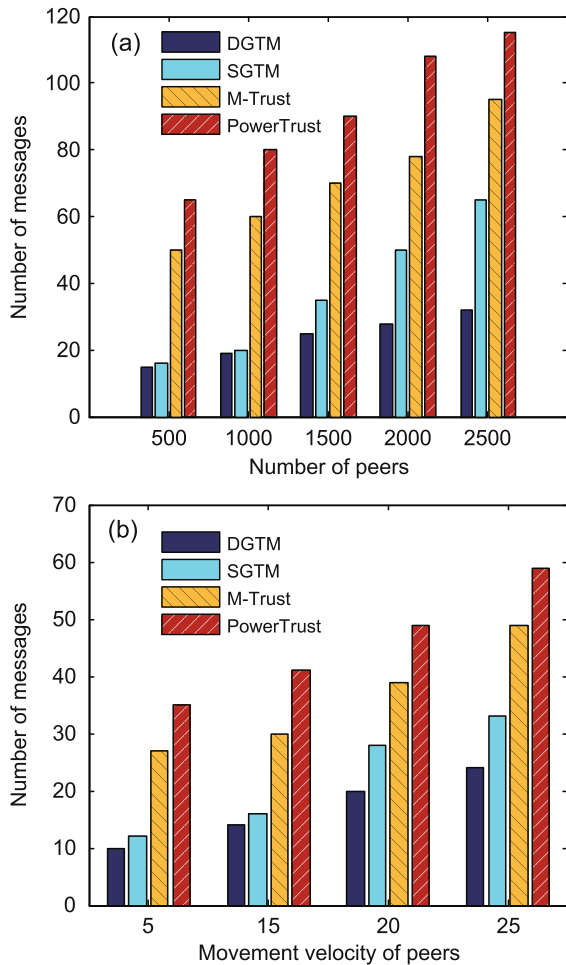 120
(a)
DGTM
SGTM
M-Trust
PowerTrust
100
80
60
40
20
0
Number of messages
500 1000 1500 2000 2500
Number of peers
70
(b)
DGTM
SGTM
M-Trust
PowerTrust
60
50
40
30
20
10
0
Number of messages
5 15 20 25
Movement velocity of peers